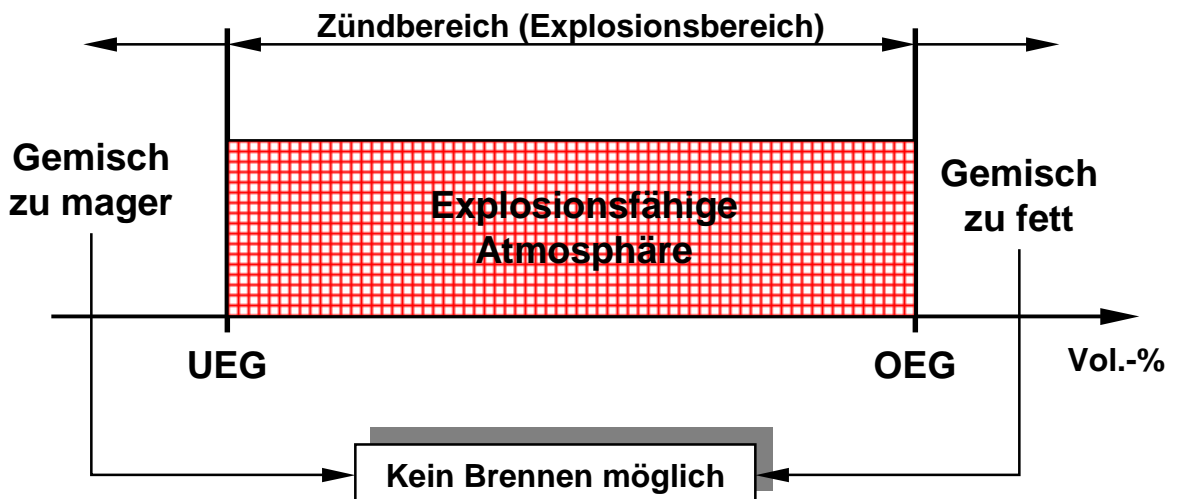 Zündbereich (Explosionsbereich)
Gemisch
zu mager
Explosionsfähige
Atmosphäre
Gemisch
zu fett
UEG
OEG
Vol.-%
Kein Brennen möglich